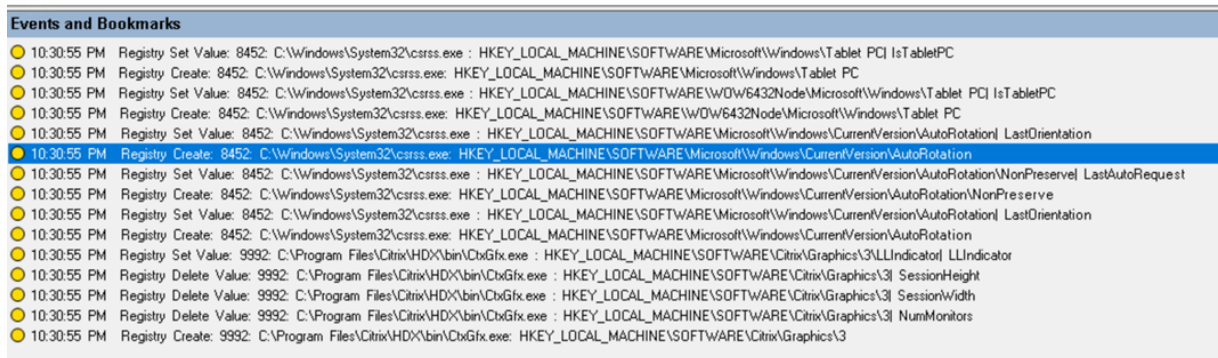 Events and Bookmarks
10:30:55 PM Registry Set Value: 8452: C:\Windows\System32\csrss.exe : HKEY_LOCAL_MACHINE\SOFTWARE\Microsoft\Windows\Tablet PC| IsTabletPC
10:30:55 PM Registry Create: 8452: C:\Windows\System32\csrss.exe: HKEY_LOCAL_MACHINE\SOFTWARE\Microsoft\Windows\Tablet PC
10:30:55 PM Registry Set Value: 8452: C:\Windows\System32\csrss.exe : HKEY_LOCAL_MACHINE\SOFTWARE\WOW6432Node\Microsoft\Windows\Tablet PC| IsTabletPC
10:30:55 PM Registry Create: 8452: C:\Windows\System32\csrss.exe: HKEY_LOCAL_MACHINE\SOFTWARE\WOW6432Node\Microsoft\Windows\Tablet PC
10:30:55 PM Registry Set Value: 8452: C:\Windows\System32\csrss.exe : HKEY_LOCAL_MACHINE\SOFTWARE\Microsoft\Windows\CurrentVersion\AutoRotation| LastOrientation
10:30:55 PM Registry Create: 8452: C:\Windows\System32\csrss.exe: HKEY_LOCAL_MACHINE\SOFTWARE\Microsoft\Windows\CurrentVersion\AutoRotation
10:30:55 PM Registry Set Value: 8452: C:\Windows\System32\csrss.exe : HKEY_LOCAL_MACHINE\SOFTWARE\Microsoft\Windows\CurrentVersion\AutoRotation\NonPreserve| LastAutoRequest
10:30:55 PM Registry Create: 8452: C:\Windows\System32\csrss.exe: HKEY_LOCAL_MACHINE\SOFTWARE\Microsoft\Windows\CurrentVersion\AutoRotation\NonPreserve
10:30:55 PM Registry Set Value: 8452: C:\Windows\System32\csrss.exe : HKEY_LOCAL_MACHINE\SOFTWARE\Microsoft\Windows\CurrentVersion\AutoRotation| LastOrientation
10:30:55 PM Registry Create: 8452: C:\Windows\System32\csrss.exe: HKEY_LOCAL_MACHINE\SOFTWARE\Microsoft\Windows\CurrentVersion\AutoRotation
10:30:55 PM Registry Set Value: 9992: C:\Program Files\Citrix\HDX\bin\CtxGfx.exe : HKEY_LOCAL_MACHINE\SOFTWARE\Citrix\Graphics\3\LLIndicator| LLIndicator
10:30:55 PM Registry Delete Value: 9992: C:\Program Files\Citrix\HDX\bin\CtxGfx.exe : HKEY_LOCAL_MACHINE\SOFTWARE\Citrix\Graphics\3| SessionHeight
10:30:55 PM Registry Delete Value: 9992: C:\Program Files\Citrix\HDX\bin\CtxGfx.exe : HKEY_LOCAL_MACHINE\SOFTWARE\Citrix\Graphics\3| SessionWidth
10:30:55 PM Registry Delete Value: 9992: C:\Program Files\Citrix\HDX\bin\CtxGfx.exe : HKEY_LOCAL_MACHINE\SOFTWARE\Citrix\Graphics\3| NumMonitors
10:30:55 PM Registry Create: 9992: C:\Program Files\Citrix\HDX\bin\CtxGfx.exe: HKEY_LOCAL_MACHINE\SOFTWARE\Citrix\Graphics\3